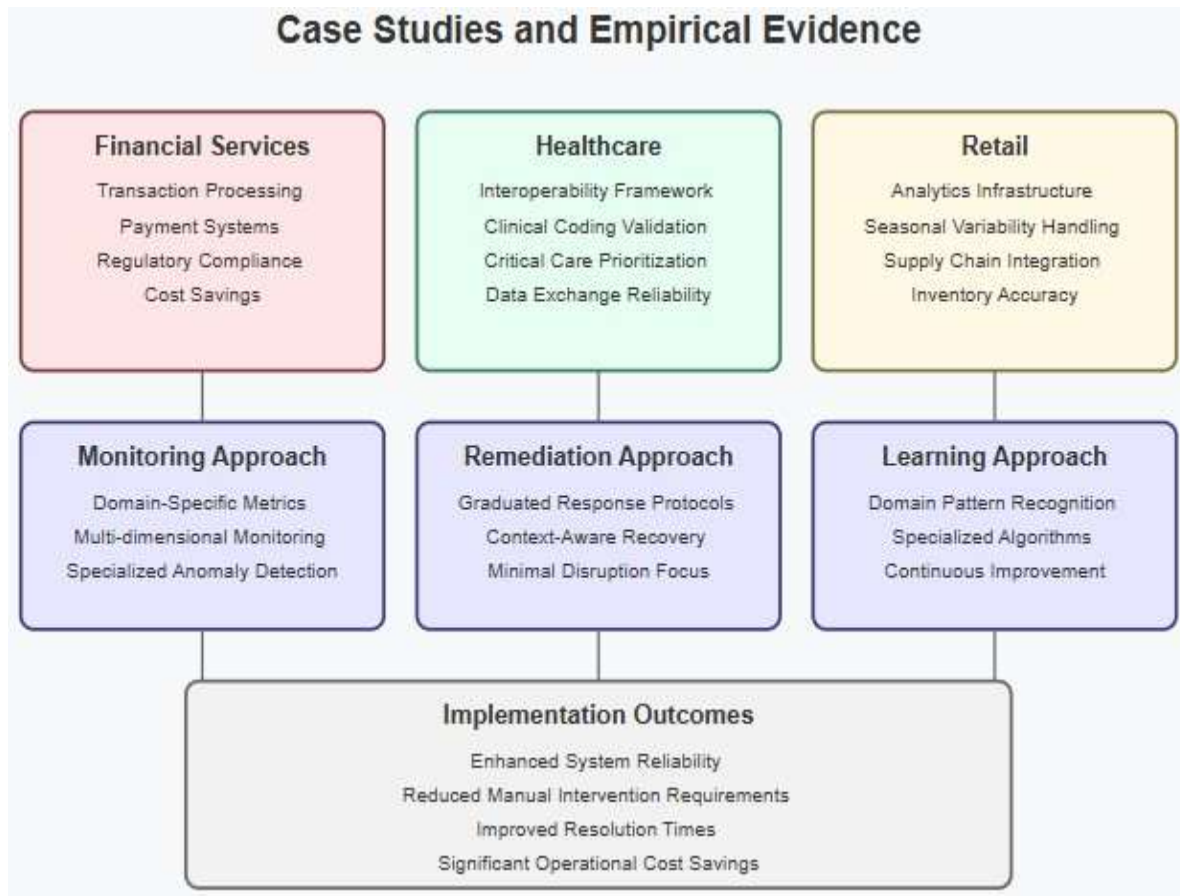 Case Studies and Empirical Evidence
Financial Services
Transaction Processing
Payment Systems
Regulatory Compliance
Cost Savings
Healthcare
Interoperability Framework
Clinical Coding Validation
Critical Care Prioritization
Data Exchange Reliability
Retail
Analytics Infrastructure
Seasonal Variability Handling
Supply Chain Integration
Inventory Accuracy
Monitoring Approach
Domain-Specific Metrics
Multi-dimensional Monitoring
Specialized Anomaly Detection
Remediation Approach
Graduated Response Protocols
Context-Aware Recovery
Minimal Disruption Focus
Learning Approach
Domain Pattern Recognition
Specialized Algorithms
Continuous Improvement
Implementation Outcomes
Enhanced System Reliability
Reduced Manual Intervention Requirements
Improved Resolution Times
Significant Operational Cost Savings